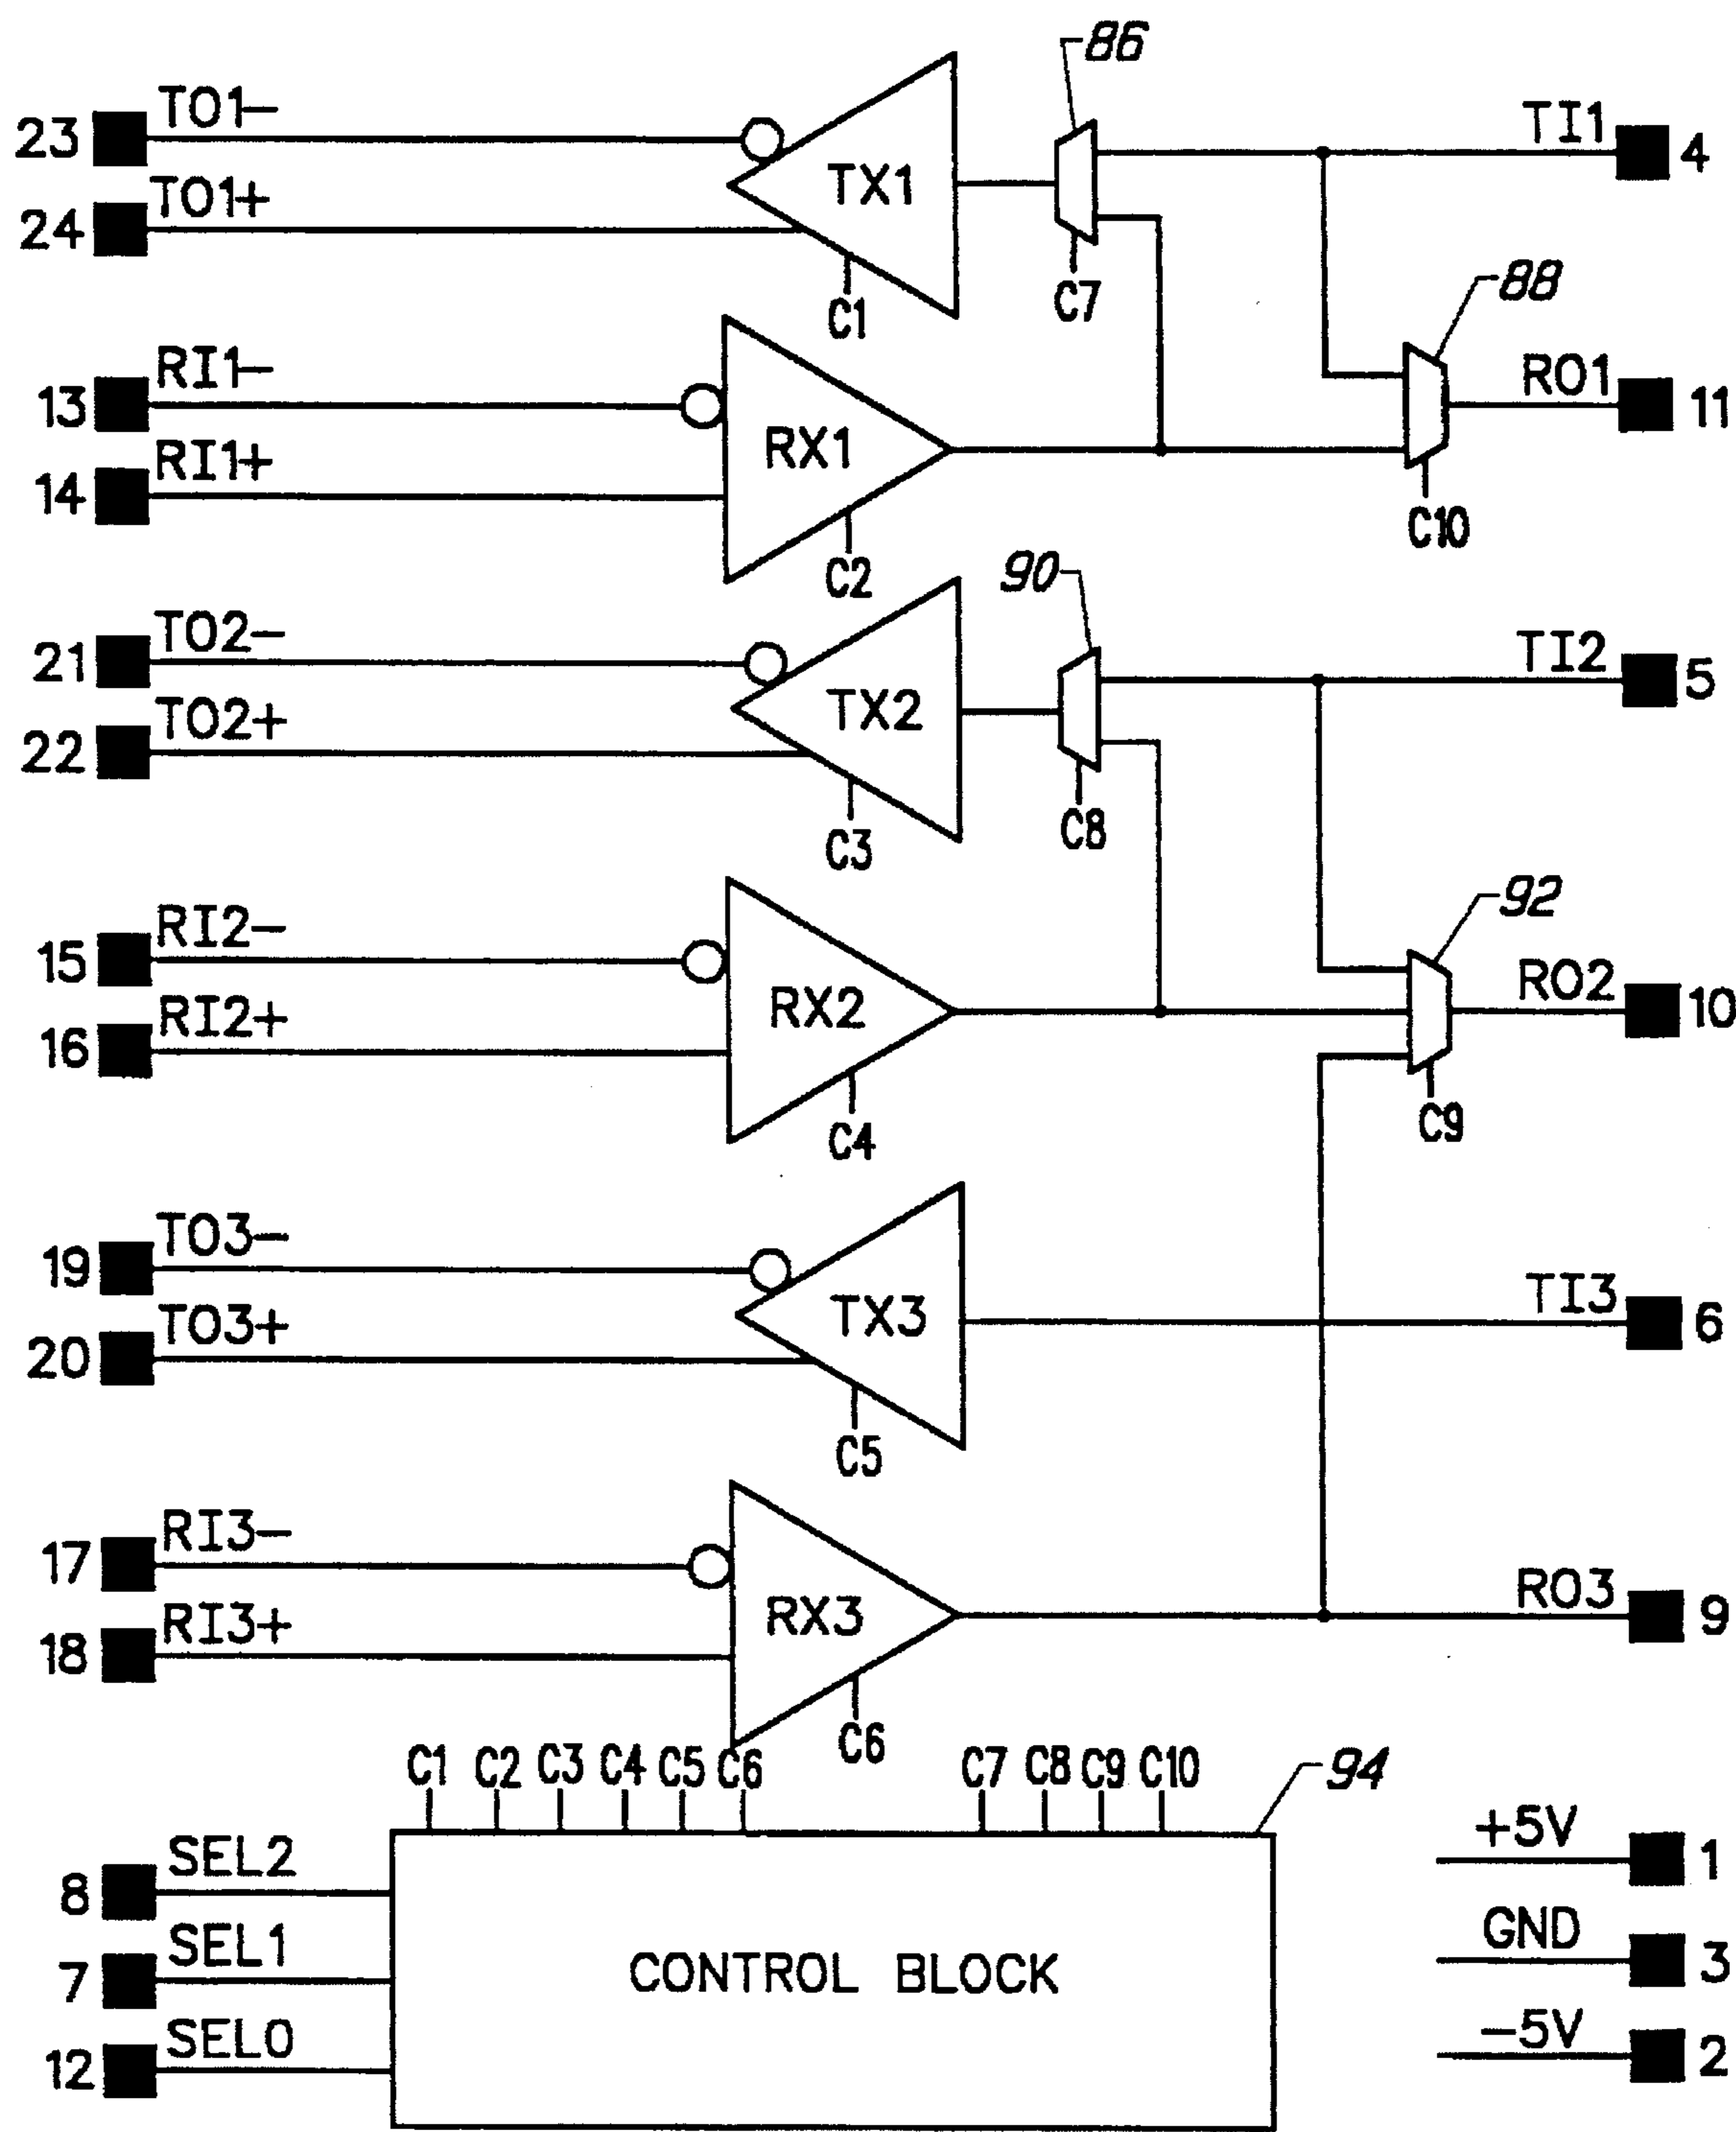 86
23 TO1- TI1 4
24 TO1+ TX1
C1 C7 88
13 RI1- RO1 11
14 RI1+ RX1
C2 C10
90
21 TO2- TI2 5
22 TO2+ TX2
C3 C8
92
15 RI2- RO2 10
16 RI2+ RX2
C4 C9
19 TO3- TI3 6
20 TO3+ TX3
C5
17 RI3- RO3 9
18 RI3+ RX3
C6
C1 C2 C3 C4 C5 C6 C7 C8 C9 C10 94
8 SEL2 +5V 1
7 SEL1 CONTROL BLOCK GND 3
12 SEL0 -5V 2